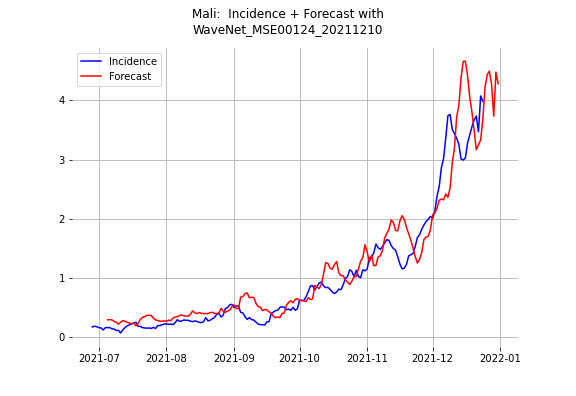 Mali:  Incidence + Forecast with
WaveNet_MSE00124_20211210
Incidence
Forecast
4
3
2
1
0
2021-07 2021-08 2021-09 2021-10 2021-11 2021-12 2022-01